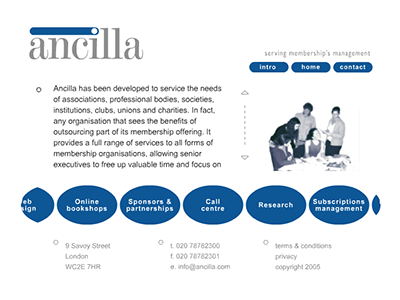 ancilla
serving membership's management
intro home contact
Ancilla has been developed to service the needs
of associations, professional bodies, societies,
institutions, clubs, unions and charities. In fact,
any organisation that sees the benefits of
outsourcing part of its membership offering. It
provides a full range of services to all forms of
membership organisations, allowing senior
executives to free up valuable time and focus on
eb
sign
Online
bookshops
Sponsors &
partnerships
Call
centre
Research
Subscriptions
management
9 Savoy Street
London
WC2E 7HR
t. 020 78762300
f. 020 78762301
e. info@ancilla.com
terms & conditions
privacy
copyright 2005